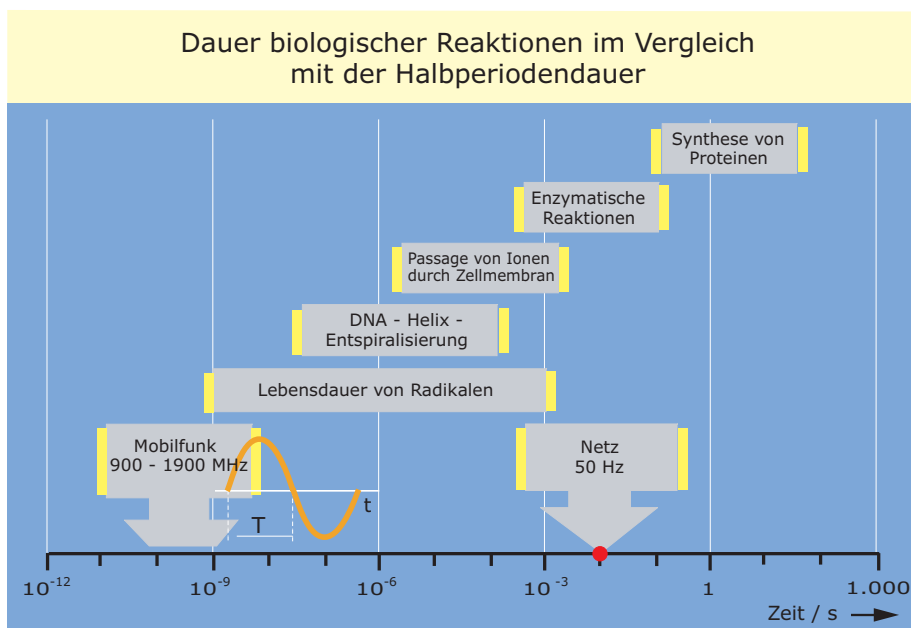 Dauer biologischer Reaktionen im Vergleich
mit der Halbperiodendauer
Synthese von
Proteinen
Enzymatische
Reaktionen
Passage von Ionen
durch Zellmembran
DNA - Helix -
Entspiralisierung
Lebensdauer von Radikalen
Mobilfunk
900 - 1900 MHz
Netz
50 Hz
t
T
10⁻¹² 10⁻⁹ 10⁻⁶ 10⁻³ 1 1.000
Zeit / s